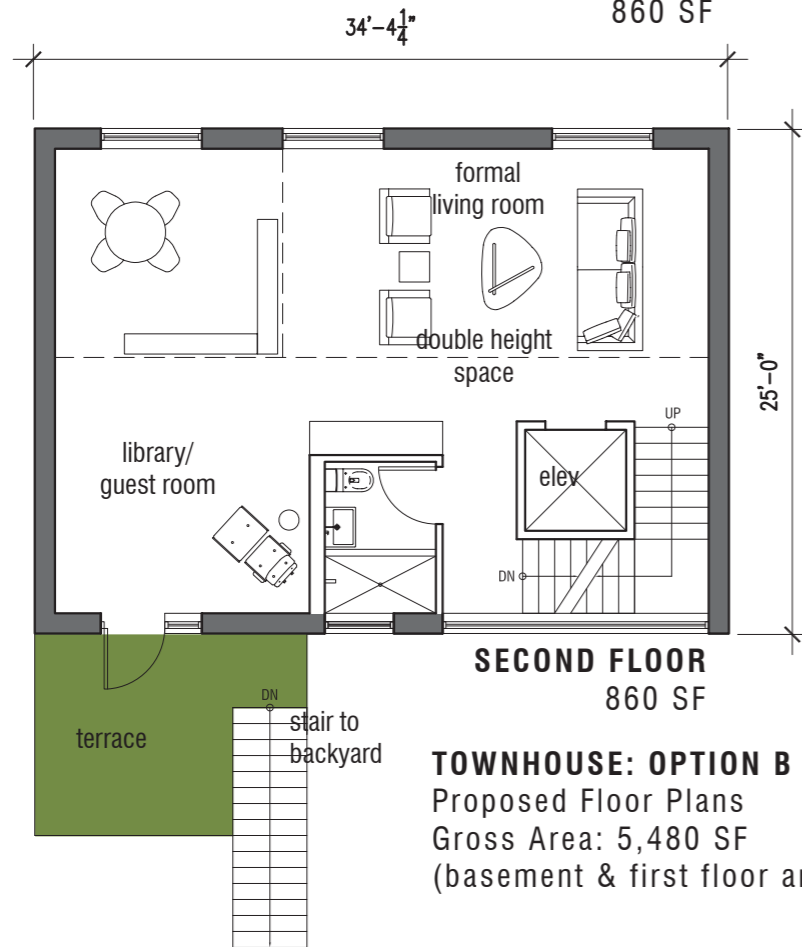 860 SF
34'-4 1/4"
formal
living room
double height
space
25'-0"
UP
library/
guest room
elev
DN
SECOND FLOOR
860 SF
DN
stair to
backyard
terrace
TOWNHOUSE: OPTION B
Proposed Floor Plans
Gross Area: 5,480 SF
(basement & first floor